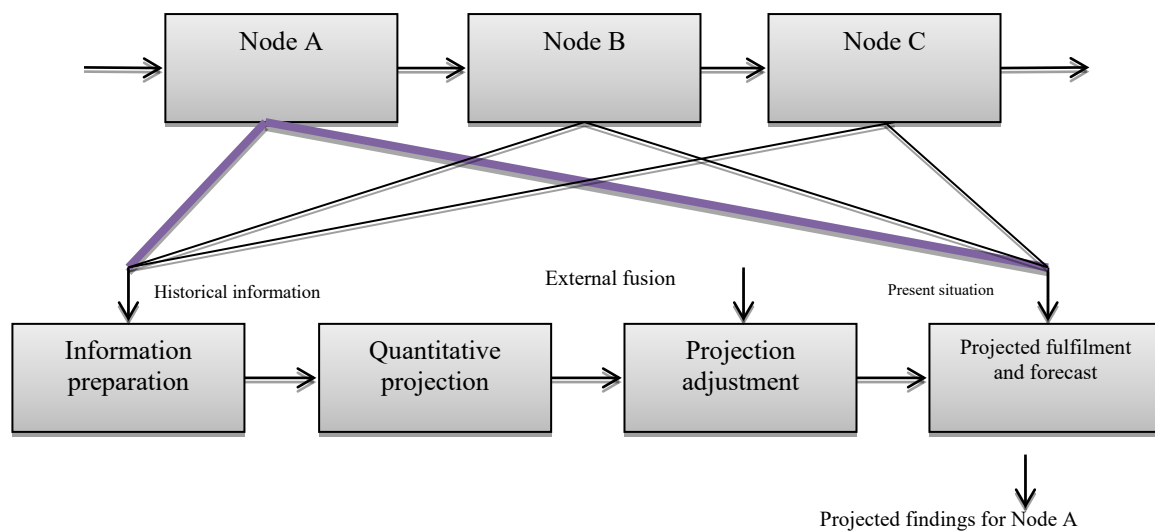 Node A
Node B
Node C
Historical information
External fusion
Present situation
Information
preparation
Quantitative
projection
Projection
adjustment
Projected fulfilment
and forecast
Projected findings for Node A